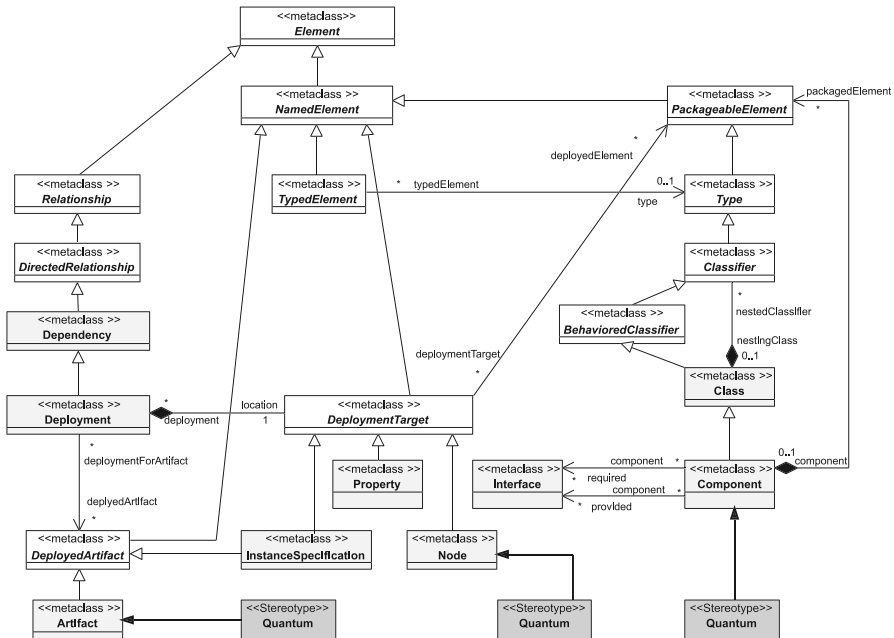 <<metaclass>>
Element
<<metaclass >>
NamedElement
<<metaclass >>
PackageableElement
packagedElement
*
*
deployedElement
<<metaclass >>
Relationship
<<metaclass >>
TypedElement
* typedElement
0..1
type
<<metaclass >>
Type
<<metaclass >>
DirectedRelationship
<<metaclass >>
Classifier
*
nestedClassIfIer
<<metaclass >>
BehavioredClassifier
nestIngClass
0..1
<<metaclass >>
Dependency
deploymentTarget
*
<<metaclass >>
Class
<<metaclass >>
Deployment
*
deployment
location
1
<<metaclass >>
DeploymentTarget
*
deploymentForArtifact
deplyedArtIfact
*
<<metaclass >>
Property
<<metaclass >>
Interface
component *
* required
component *
* provIded
<<metaclass >>
Component
0..1
component
<<metaclass >>
DeployedArtifact
<<metaclass >>
InstanceSpecIfIcatIon
<<metaclass >>
Node
<<metaclass >>
ArtIfact
<<Stereotype>>
Quantum
<<Stereotype>>
Quantum
<<Stereotype>>
Quantum